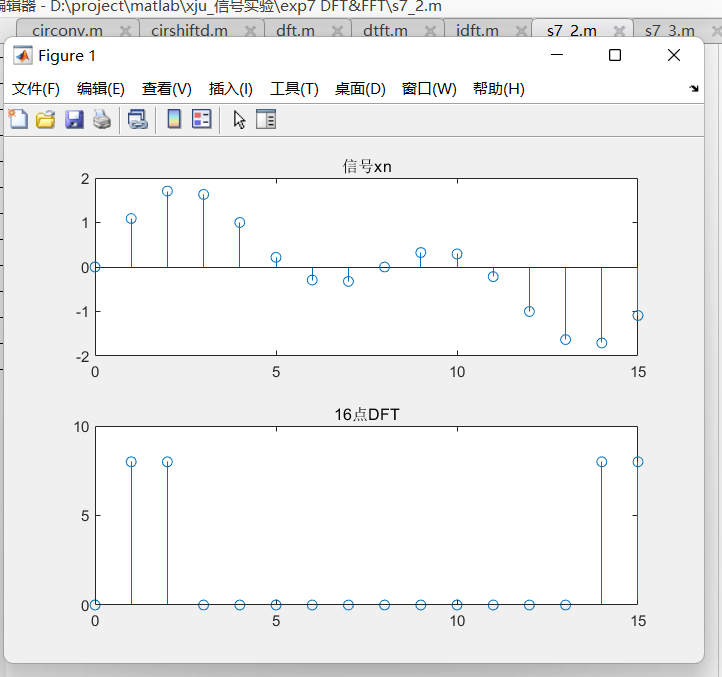 编辑器 - D:\project\matlab\xju_信号实验\exp7 DFT&FFT\s7_2.m
circonv.m cirshiftd.m dft.m dtft.m idft.m s7_2.m s7_3.m
Figure 1
文件(F) 编辑(E) 查看(V) 插入(I) 工具(T) 桌面(D) 窗口(W) 帮助(H)
信号xn
2
1
0
-1
-2
0 5 10 15
16点DFT
10
5
0
0 5 10 15